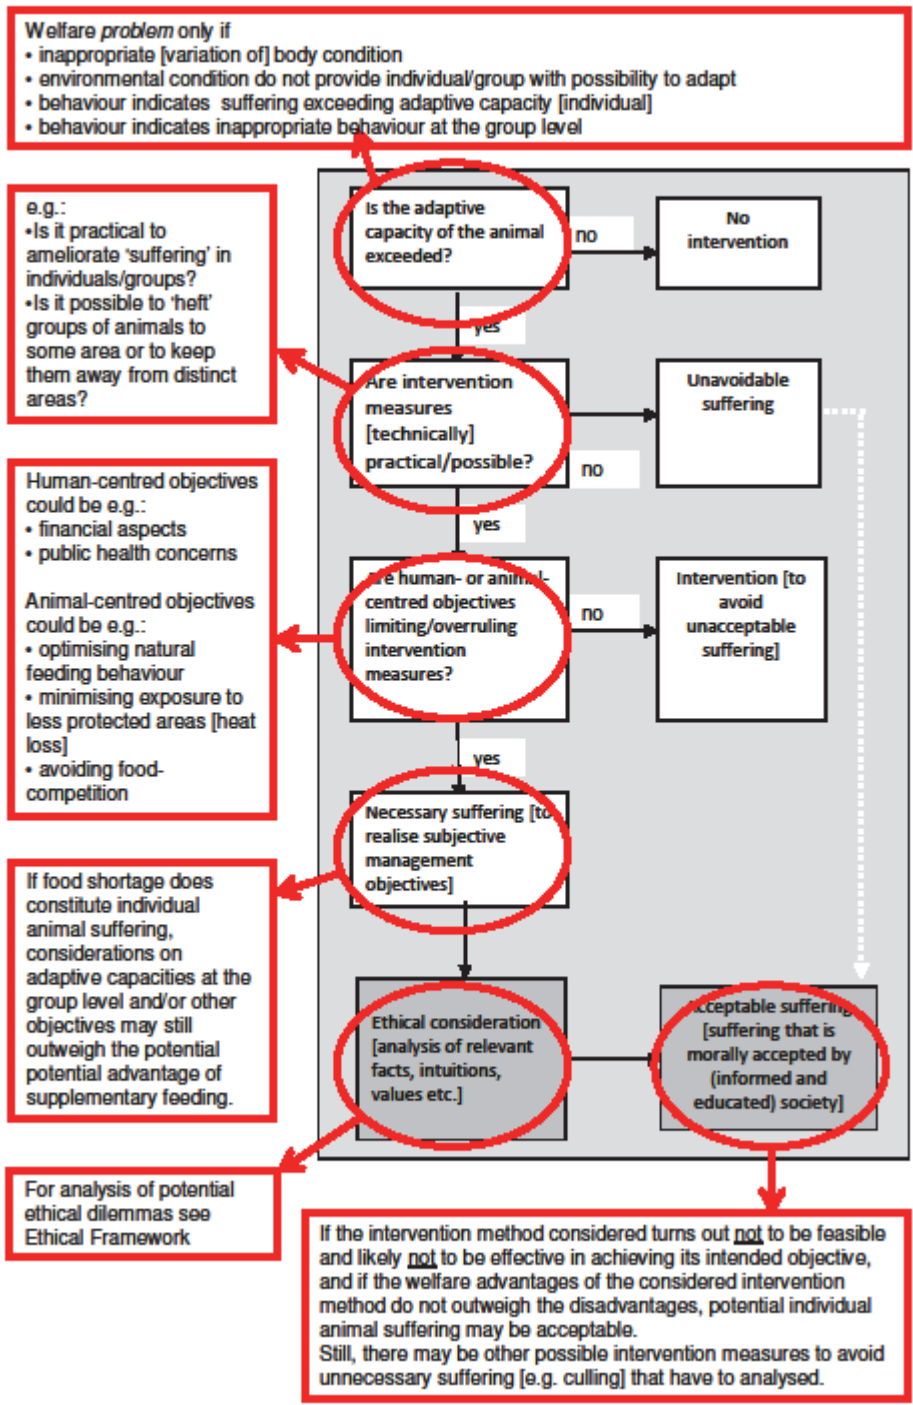 Welfare problem only if
• inappropriate [variation of] body condition
• environmental condition do not provide individual/group with possibility to adapt
• behaviour indicates suffering exceeding adaptive capacity [individual]
• behaviour indicates inappropriate behaviour at the group level
e.g.:
•Is it practical to
ameliorate ‘suffering’ in
individuals/groups?
•Is it possible to ‘heft’
groups of animals to
some area or to keep
them away from distinct
areas?
Is the adaptive
capacity of the animal
exceeded?
no
No
intervention
yes
Are intervention
measures
[technically]
practical/possible?
no
Unavoidable
suffering
yes
Human-centred objectives
could be e.g.:
• financial aspects
• public health concerns
Animal-centred objectives
could be e.g.:
• optimising natural
feeding behaviour
• minimising exposure to
less protected areas [heat
loss]
• avoiding food-
competition
Are human- or animal-
centred objectives
limiting/overruling
intervention
measures?
no
Intervention [to
avoid
unacceptable
suffering]
yes
Necessary suffering [to
realise subjective
management
objectives]
If food shortage does
constitute individual
animal suffering,
considerations on
adaptive capacities at the
group level and/or other
objectives may still
outweigh the potential
potential advantage of
supplementary feeding.
Ethical consideration
[analysis of relevant
facts, intuitions,
values etc.]
Acceptable suffering
[suffering that is
morally accepted by
(informed and
educated) society]
For analysis of potential
ethical dilemmas see
Ethical Framework
If the intervention method considered turns out not to be feasible
and likely not to be effective in achieving its intended objective,
and if the welfare advantages of the considered intervention
method do not outweigh the disadvantages, potential individual
animal suffering may be acceptable.
Still, there may be other possible intervention measures to avoid
unnecessary suffering [e.g. culling] that have to analysed.